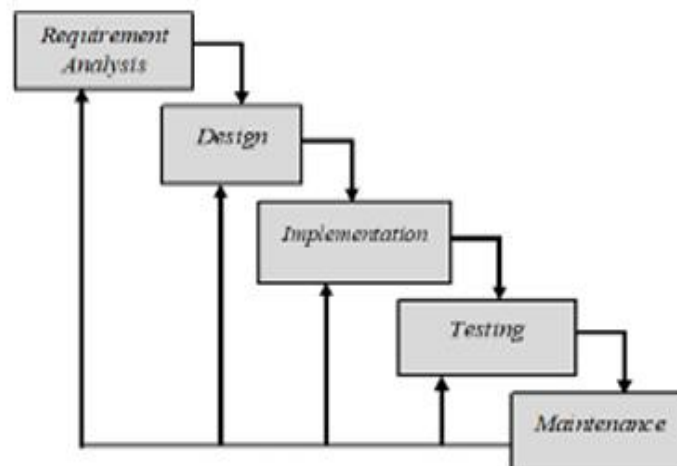 Requirement
Analysis
Design
Implementation
Testing
Maintenance